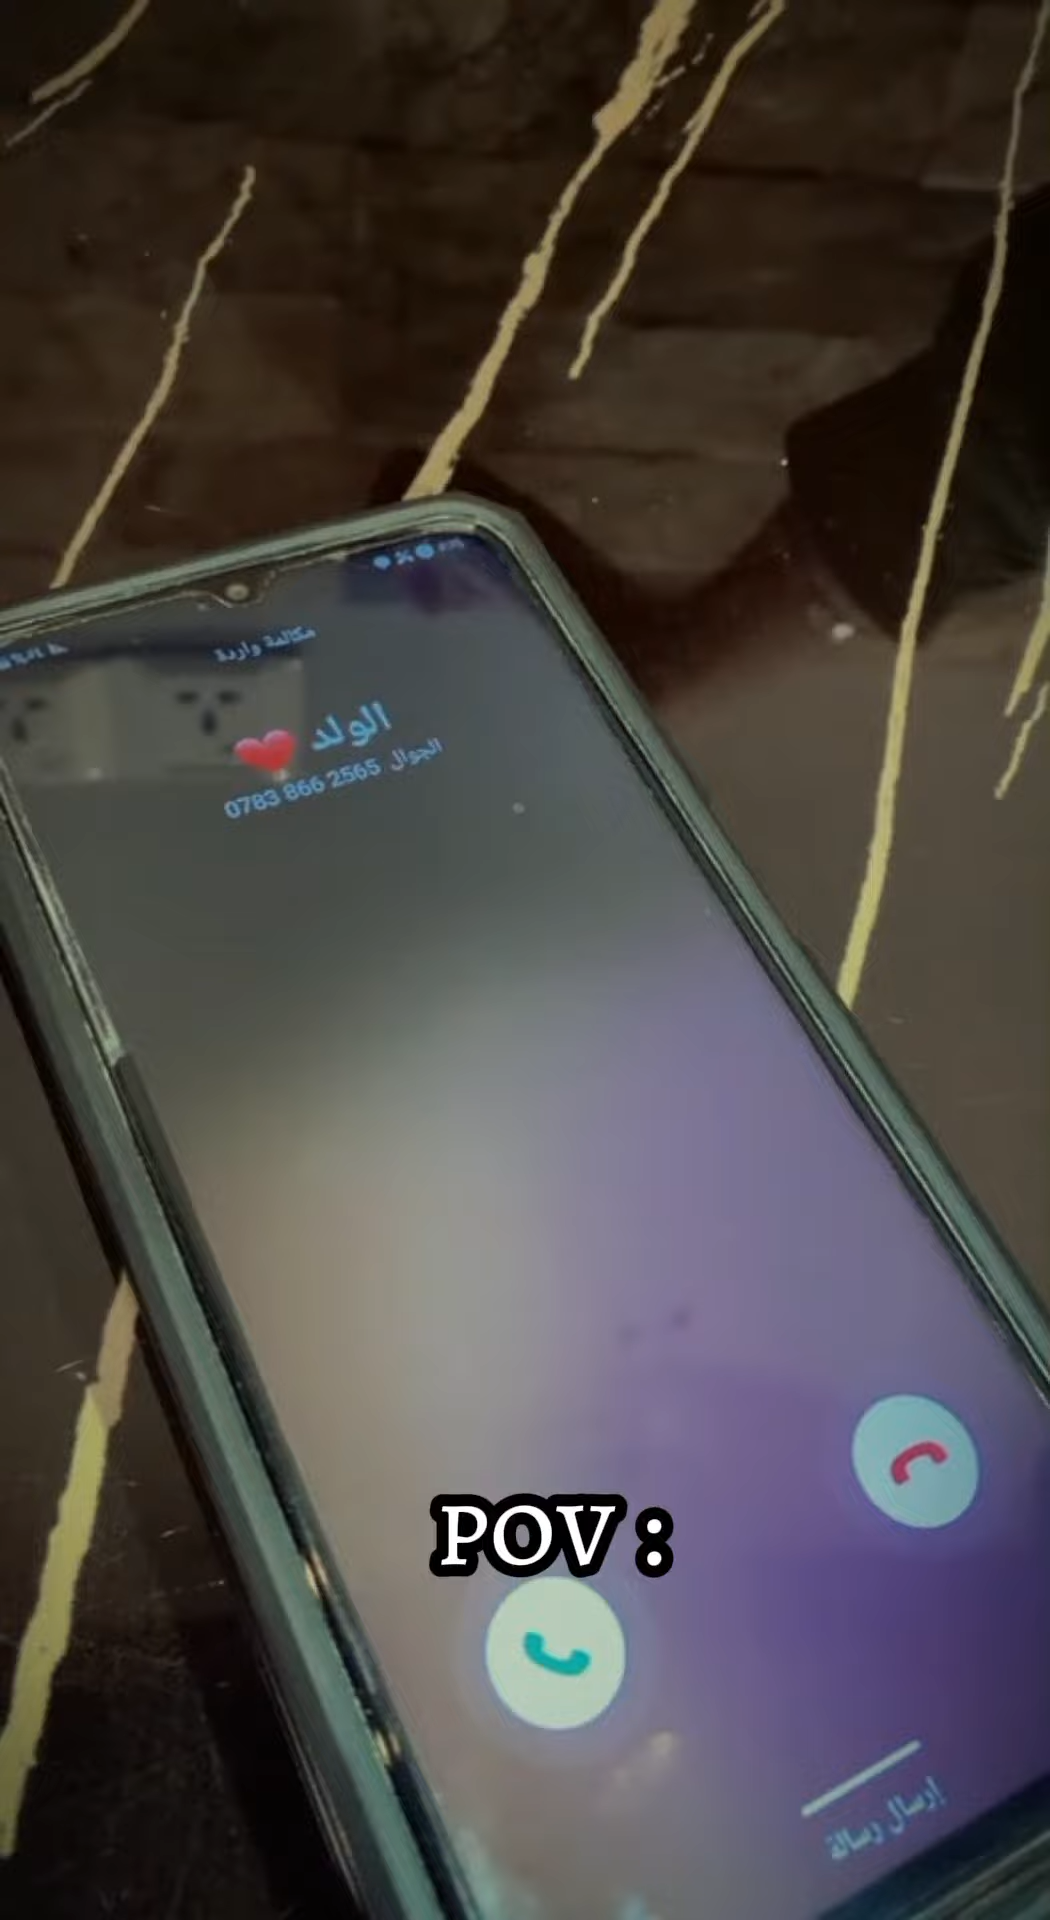 مكالمة واردة
الولد ❤️
الجوال 0783 866 2565
POV :
إرسال رسالة